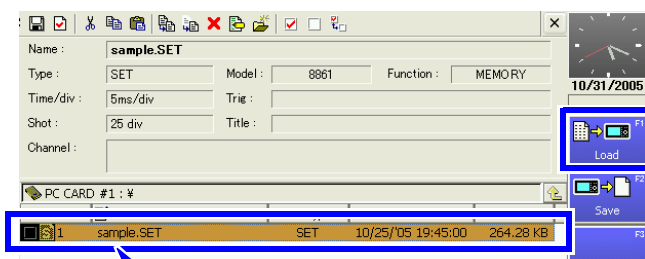 Name : sample.SET
Type : SET Model : 8861 Function : MEMORY
10/31/2005
Time/div : 5ms/div Trig :
Shot : 25 div Title :
F1
Load
Channel :
F2
Save
PC CARD #1 : ¥
1 sample.SET SET 10/25/'05 19:45:00 264.28 KB
F3